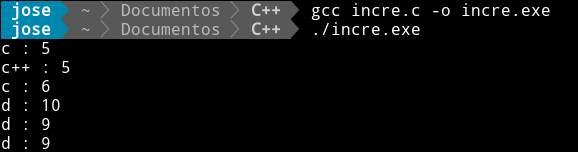 jose ~ Documentos C++ gcc incre.c -o incre.exe
jose ~ Documentos C++ ./incre.exe
c : 5
c++ : 5
c : 6
d : 10
d : 9
d : 9